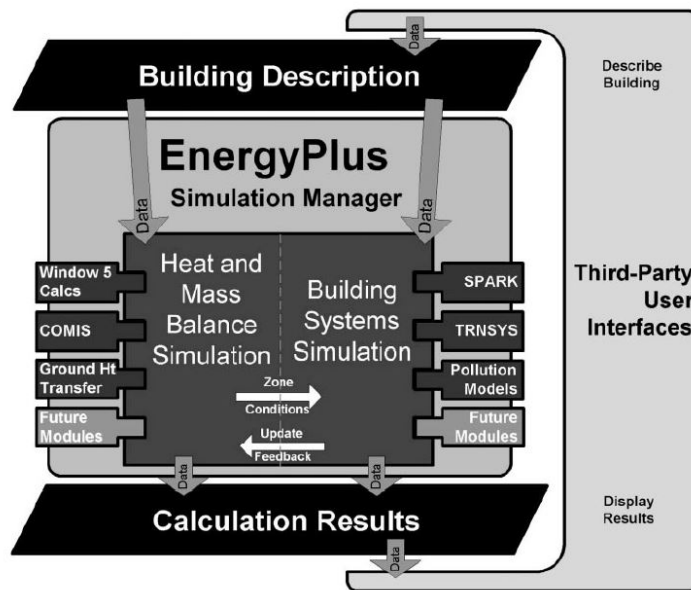 Data
Building Description
Describe
Building
EnergyPlus
Simulation Manager
Data
Data
Heat and
Mass
Balance
Simulation
Building
Systems
Simulation
Window 5
Calcs
COMIS
Ground Ht
Transfer
Future
Modules
SPARK
TRNSYS
Pollution
Models
Future
Modules
Third-Party
User
Interfaces
Zone
Conditions
Update
Feedback
Data
Data
Calculation Results
Display
Results
Data